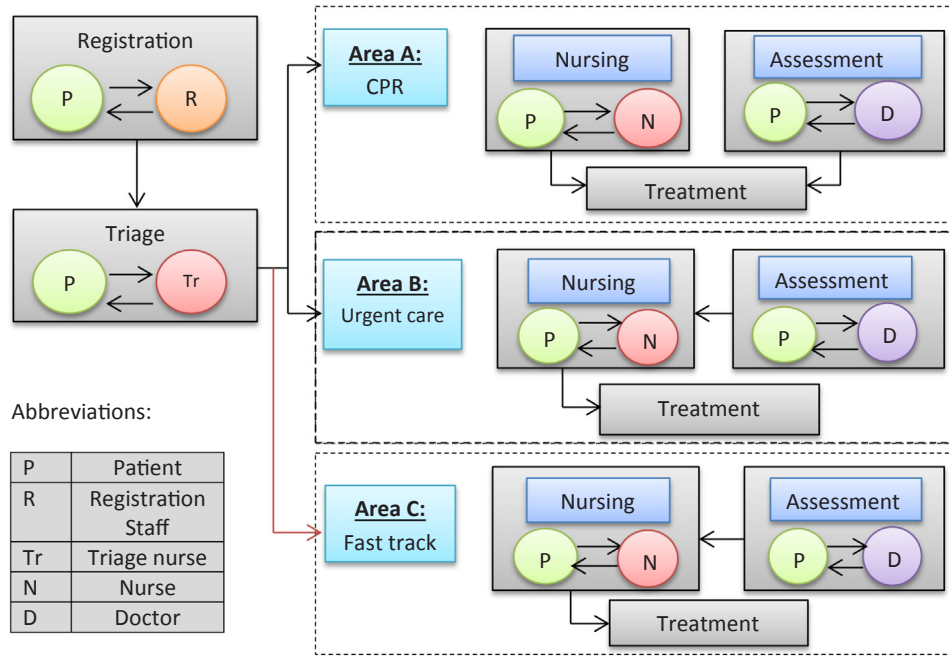 Registration
P
R
Triage
P
Tr
Area A:
CPR
Nursing
P
N
Assessment
P
D
Treatment
Area B:
Urgent care
Nursing
P
N
Assessment
P
D
Treatment
Area C:
Fast track
Nursing
P
N
Assessment
P
D
Treatment
Abbreviations:
P Patient
R Registration
Staff
Tr Triage nurse
N Nurse
D Doctor